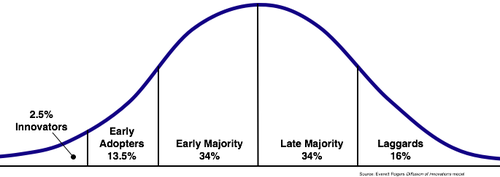 2.5%
Innovators
Early
Adopters
13.5%
Early Majority
34%
Late Majority
34%
Laggards
16%
Source: Everett Rogers Diffusion of innovations model